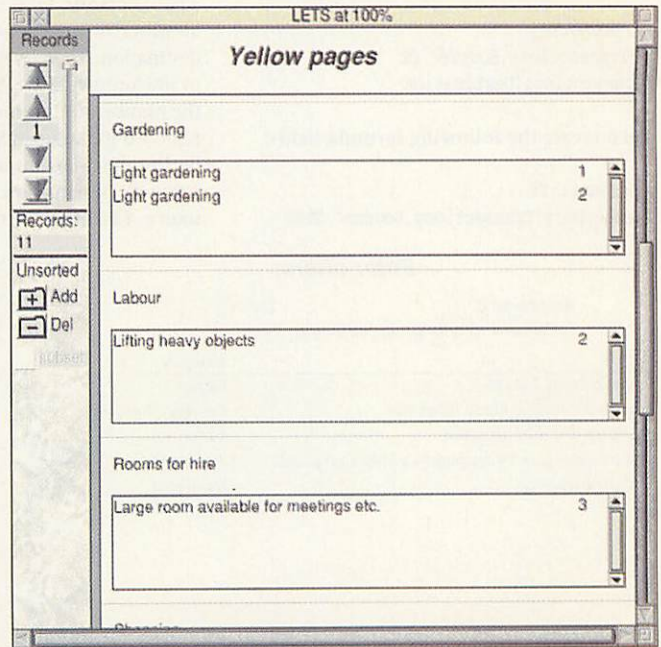 LETS at 100%
Records
Yellow pages
1
Records:
11
Unsorted
Add
Del
subset
Gardening
Light gardening 1
Light gardening 2
Labour
Lifting heavy objects 2
Rooms for hire
Large room available for meetings etc. 3